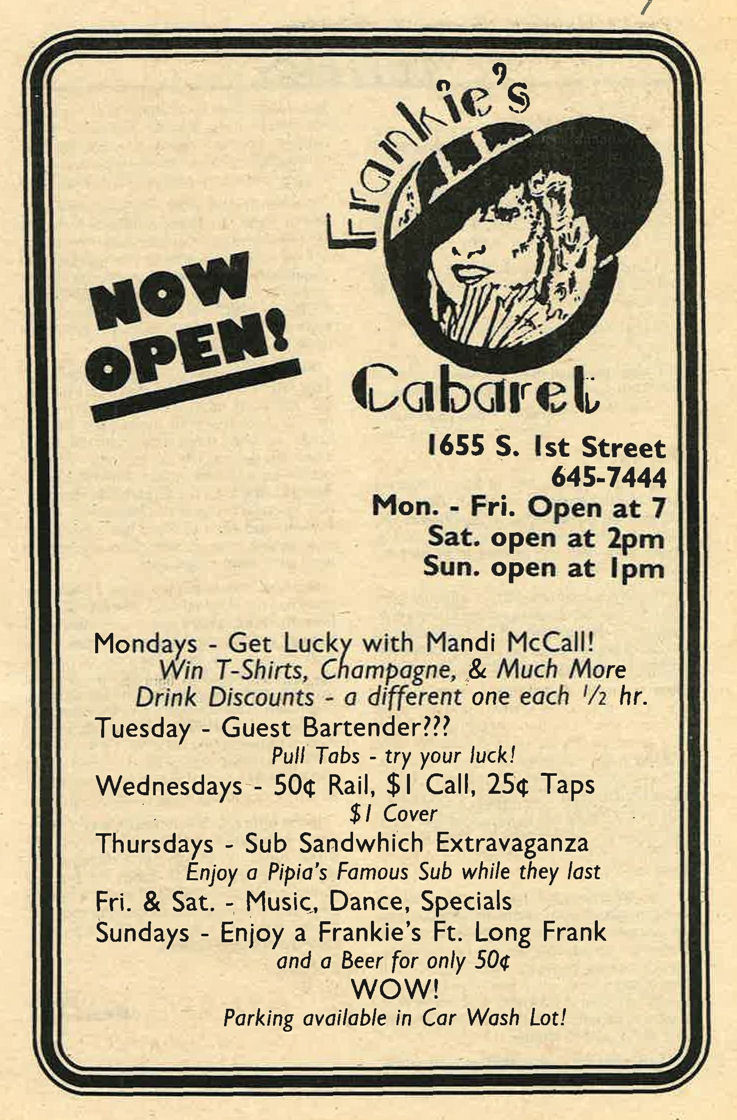 Frankie's
Cabaret
NOW
OPEN!
1655 S. 1st Street
645-7444
Mon. - Fri. Open at 7
Sat. open at 2pm
Sun. open at 1pm
Mondays - Get Lucky with Mandi McCall!
Win T-Shirts, Champagne, & Much More
Drink Discounts - a different one each 1/2 hr.
Tuesday - Guest Bartender???
Pull Tabs - try your luck!
Wednesdays - 50¢ Rail, $1 Call, 25¢ Taps
$1 Cover
Thursdays - Sub Sandwhich Extravaganza
Enjoy a Pipia's Famous Sub while they last
Fri. & Sat. - Music, Dance, Specials
Sundays - Enjoy a Frankie's Ft. Long Frank
and a Beer for only 50¢
WOW!
Parking available in Car Wash Lot!